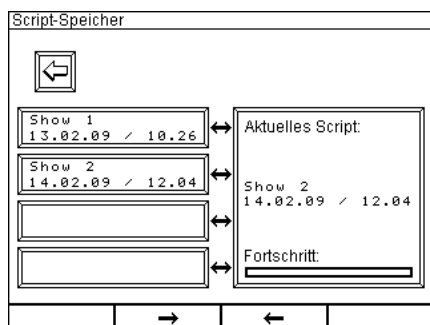 Script-Speicher
Show 1
13.02.09 / 10.26
Show 2
14.02.09 / 12.04
Aktuelles Script:
Show 2
14.02.09 / 12.04
Fortschritt: